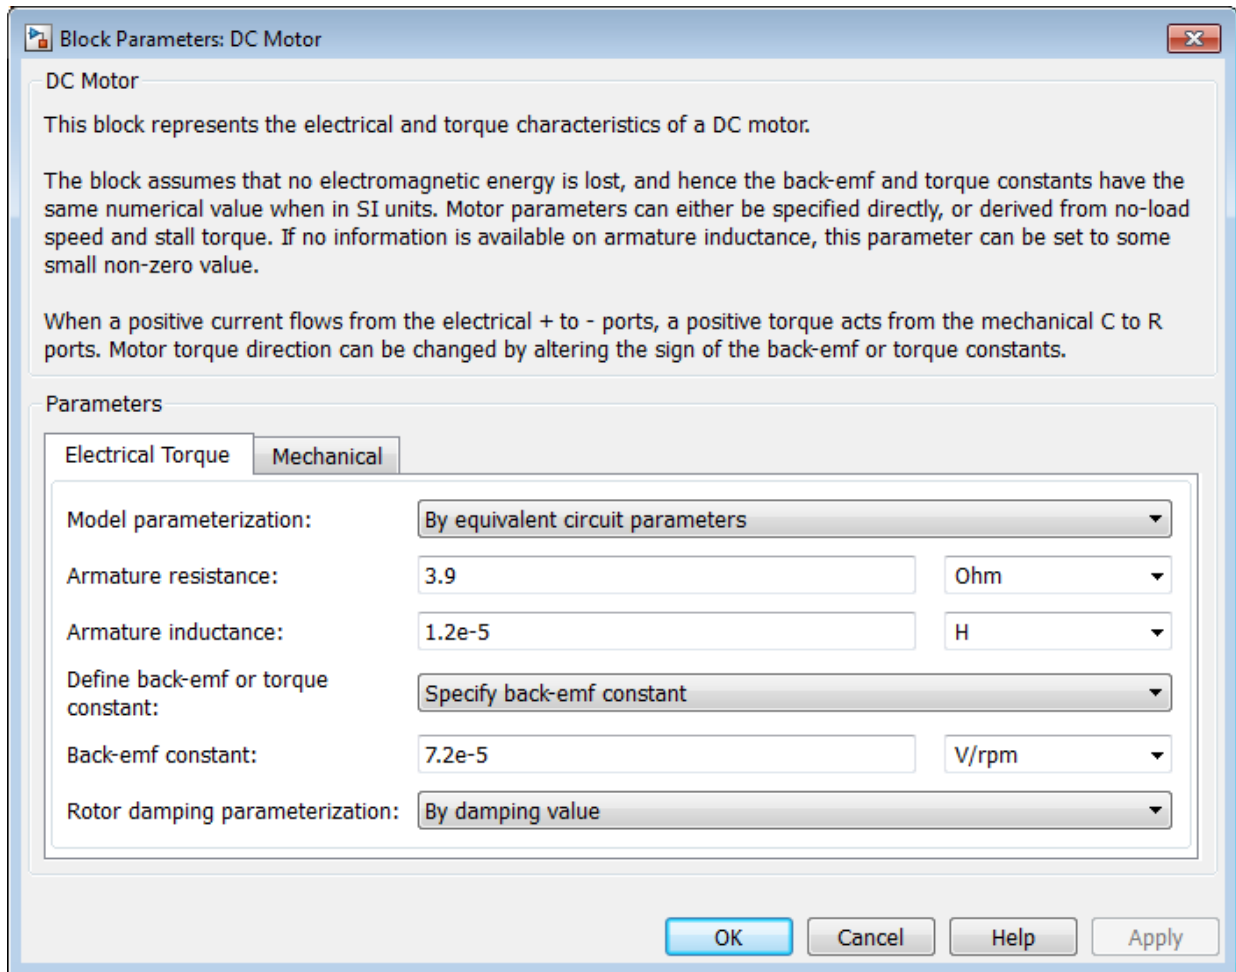 Block Parameters: DC Motor
DC Motor
This block represents the electrical and torque characteristics of a DC motor.
The block assumes that no electromagnetic energy is lost, and hence the back-emf and torque constants have the
same numerical value when in SI units. Motor parameters can either be specified directly, or derived from no-load
speed and stall torque. If no information is available on armature inductance, this parameter can be set to some
small non-zero value.
When a positive current flows from the electrical + to - ports, a positive torque acts from the mechanical C to R
ports. Motor torque direction can be changed by altering the sign of the back-emf or torque constants.
Parameters
Electrical Torque Mechanical
Model parameterization: By equivalent circuit parameters
Armature resistance: 3.9 Ohm
Armature inductance: 1.2e-5 H
Define back-emf or torque
constant: Specify back-emf constant
Back-emf constant: 7.2e-5 V/rpm
Rotor damping parameterization: By damping value
OK Cancel Help Apply